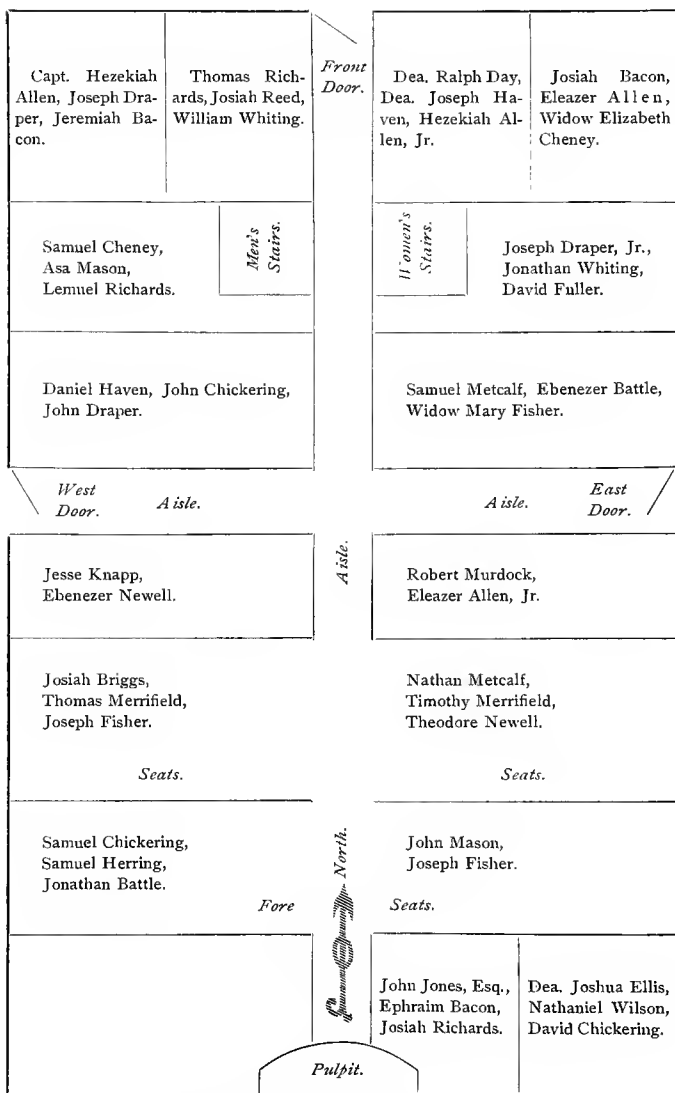 Capt. Hezekiah
Allen, Joseph Dra-
per, Jeremiah Ba-
con.
Thomas Rich-
ards, Josiah Reed,
William Whiting.
Front
Door.
Dea. Ralph Day,
Dea. Joseph Ha-
ven, Hezekiah Al-
len, Jr.
Josiah Bacon,
Eleazer Allen,
Widow Elizabeth
Cheney.
Samuel Cheney,
Asa Mason,
Lemuel Richards.
Men's
Stairs.
Women's
Stairs.
Joseph Draper, Jr.,
Jonathan Whiting,
David Fuller.
Daniel Haven, John Chickering,
John Draper.
Samuel Metcalf, Ebenezer Battle,
Widow Mary Fisher.
West
Door.
Aisle.
Aisle.
East
Door.
Jesse Knapp,
Ebenezer Newell.
Aisle.
Robert Murdock,
Eleazer Allen, Jr.
Josiah Briggs,
Thomas Merrifield,
Joseph Fisher.
Nathan Metcalf,
Timothy Merrifield,
Theodore Newell.
Seats.
Seats.
Samuel Chickering,
Samuel Herring,
Jonathan Battle.
North.
John Mason,
Joseph Fisher.
Fore
Seats.
John Jones, Esq.,
Ephraim Bacon,
Josiah Richards.
Dea. Joshua Ellis,
Nathaniel Wilson,
David Chickering.
Pulpit.